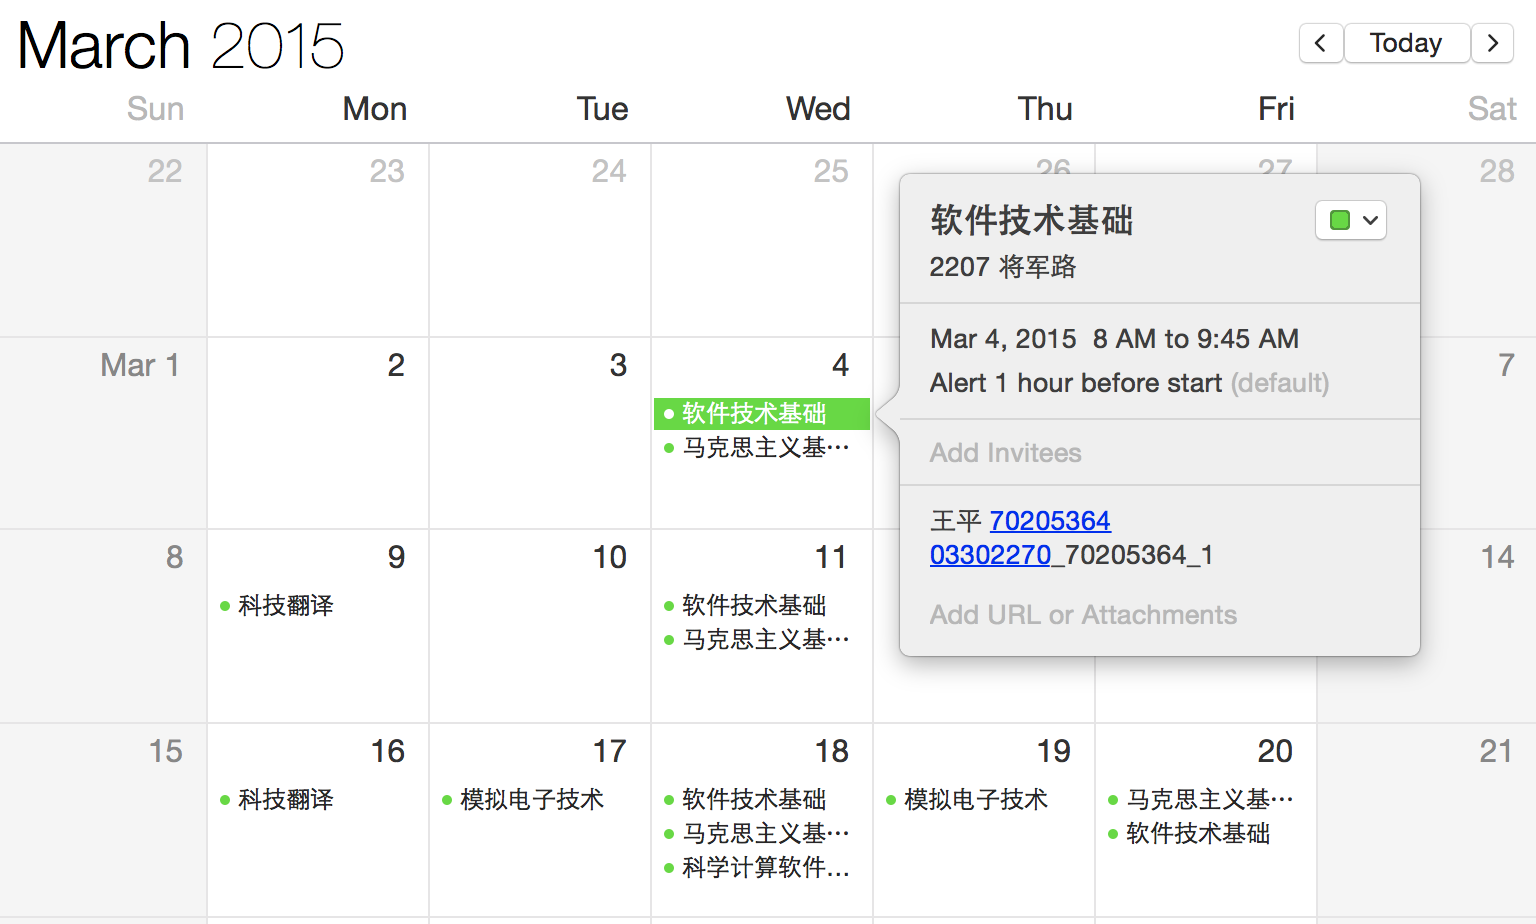 March 2015
Today
Sun Mon Tue Wed Thu Fri Sat
22 23 24 25 26 27 28
软件技术基础
2207 将军路
Mar 4, 2015 8 AM to 9:45 AM
Alert 1 hour before start (default)
Add Invitees
王平 70205364
03302270_70205364_1
Add URL or Attachments
Mar 1 2 3 4 7
软件技术基础
马克思主义基···
8 9 10 11 14
科技翻译 软件技术基础
马克思主义基···
15 16 17 18 19 20 21
科技翻译 模拟电子技术 软件技术基础 模拟电子技术 马克思主义基···
马克思主义基··· 软件技术基础
科学计算软件...